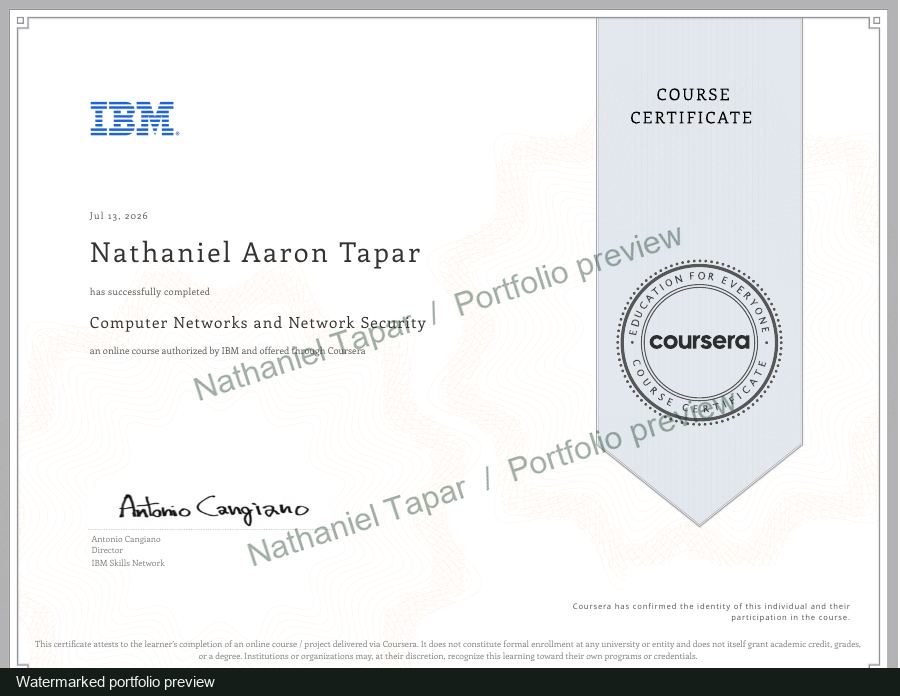 IBM
COURSE
CERTIFICATE
Jul 13, 2026
Nathaniel Aaron Tapar
has successfully completed
Computer Networks and Network Security
an online course authorized by IBM and offered through Coursera
EDUCATION FOR EVERYONE
coursera
COURSE CERTIFICATE
Nathaniel Tapar / Portfolio preview
Nathaniel Tapar / Portfolio preview
Antonio Cangiano
Antonio Cangiano
Director
IBM Skills Network
Coursera has confirmed the identity of this individual and their
participation in the course.
This certificate attests to the learner's completion of an online course / project delivered via Coursera. It does not constitute formal enrollment at any university or entity and does not itself grant academic credit, grades,
or a degree. Institutions or organizations may, at their discretion, recognize this learning toward their own programs or credentials.
Watermarked portfolio preview